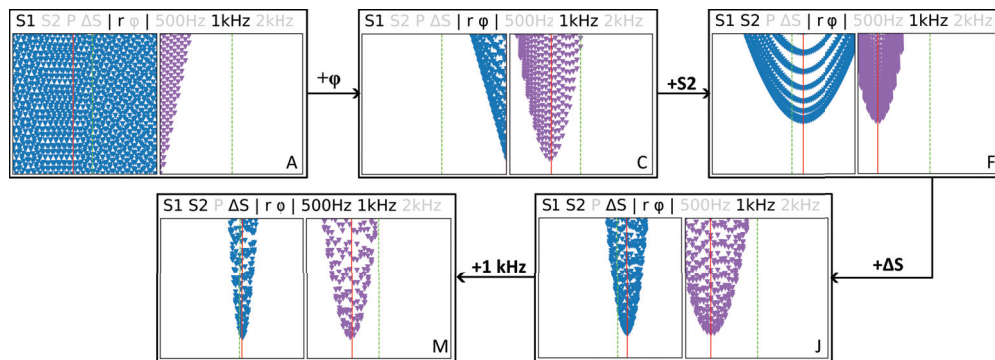 S1 S2 P ΔS | r φ | 500Hz 1kHz 2kHz
A
+φ
S1 S2 P ΔS | r φ | 500Hz 1kHz 2kHz
C
+S2
S1 S2 P ΔS | r φ | 500Hz 1kHz 2kHz
F
+ΔS
S1 S2 P ΔS | r φ | 500Hz 1kHz 2kHz
M
+1 kHz
S1 S2 P ΔS | r φ | 500Hz 1kHz 2kHz
J